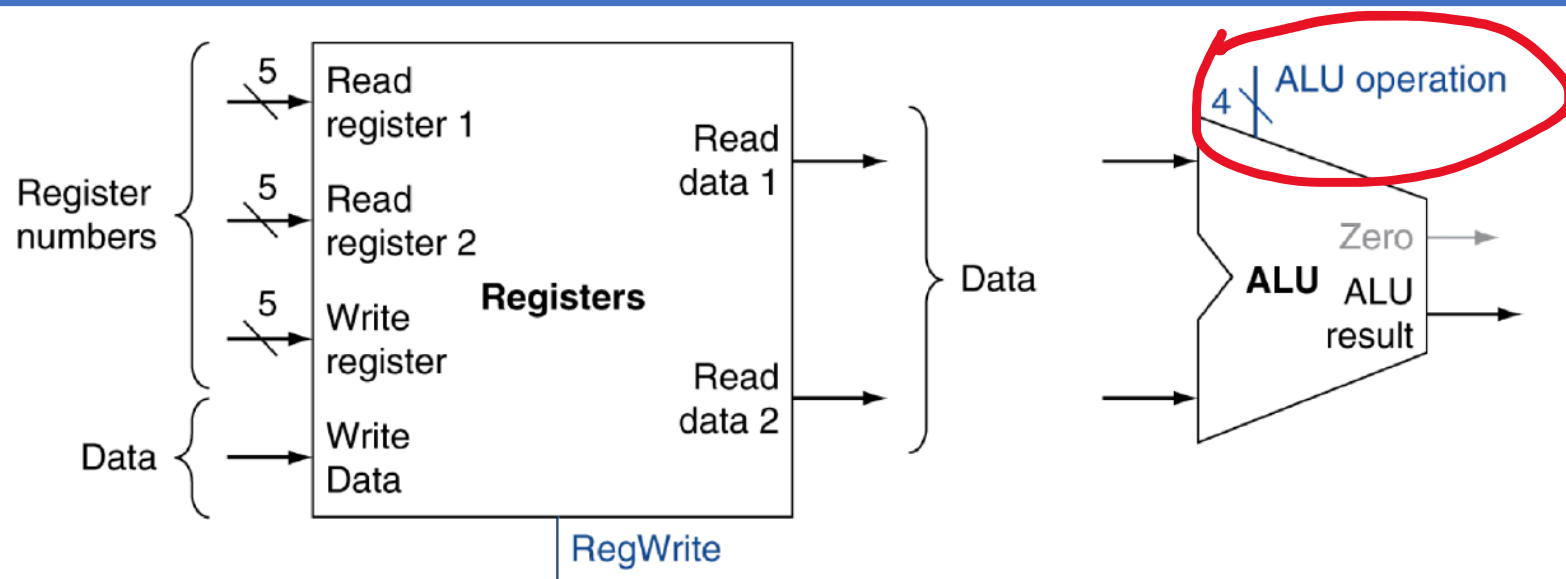 Register
numbers
Data
5
Read
register 1
5
Read
register 2
5
Write
register
Write
Data
Registers
Read
data 1
Read
data 2
RegWrite
Data
4
ALU operation
Zero
ALU
ALU
result